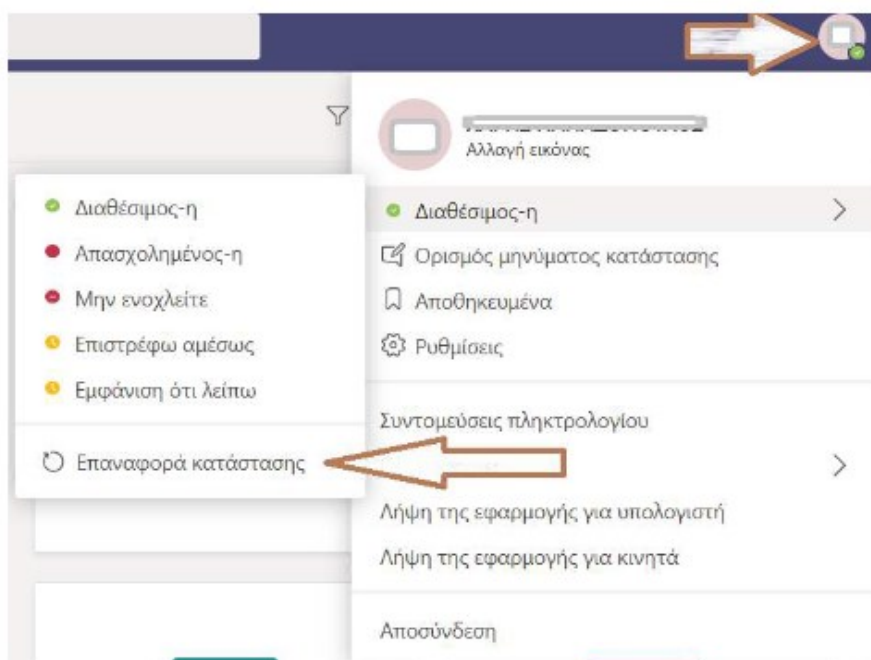 Αλλαγή εικόνας
Διαθέσιμος-η
Ορισμός μηνύματος κατάστασης
Αποθηκευμένα
Ρυθμίσεις
Συντομεύσεις πληκτρολογίου
Λήψη της εφαρμογής για υπολογιστή
Λήψη της εφαρμογής για κινητά
Αποσύνδεση
Διαθέσιμος-η
Απασχολημένος-η
Μην ενοχλείτε
Επιστρέφω αμέσως
Εμφάνιση ότι λείπω
Επαναφορά κατάστασης